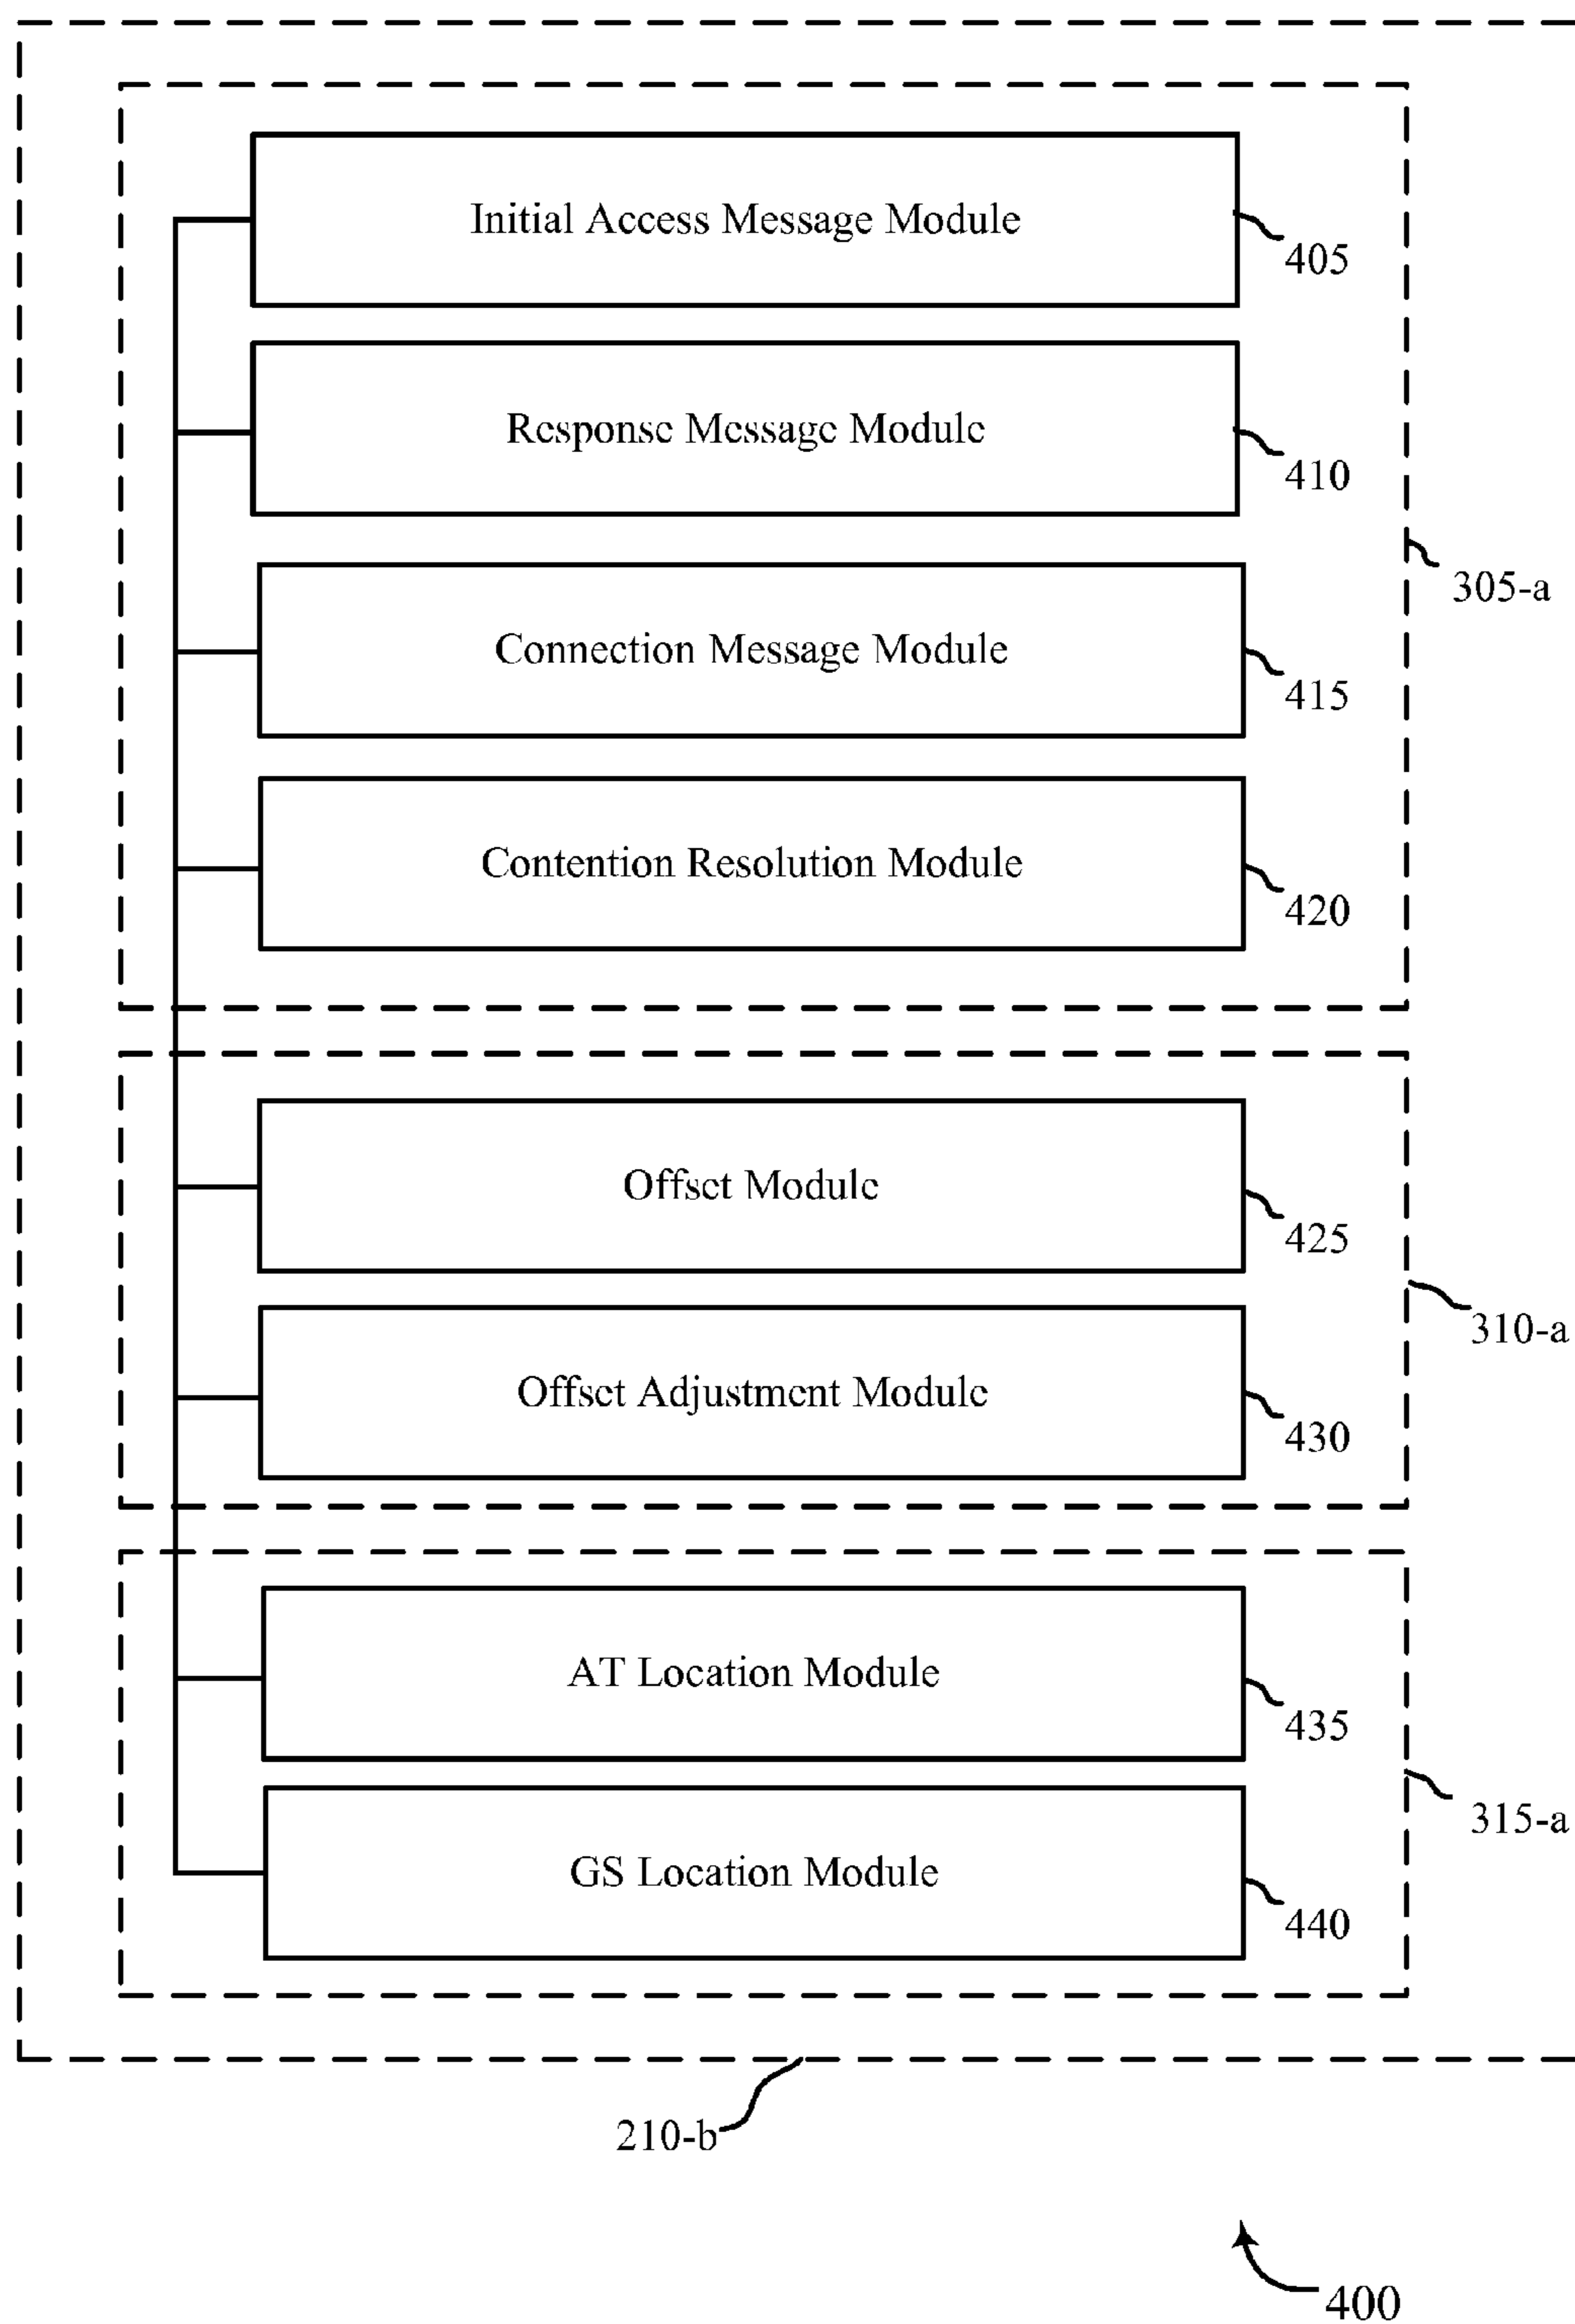 Initial Access Message Module
405
Response Message Module
410
305-a
Connection Message Module
415
Contention Resolution Module
420
Offset Module
425
310-a
Offset Adjustment Module
430
AT Location Module
435
315-a
GS Location Module
440
210-b
400